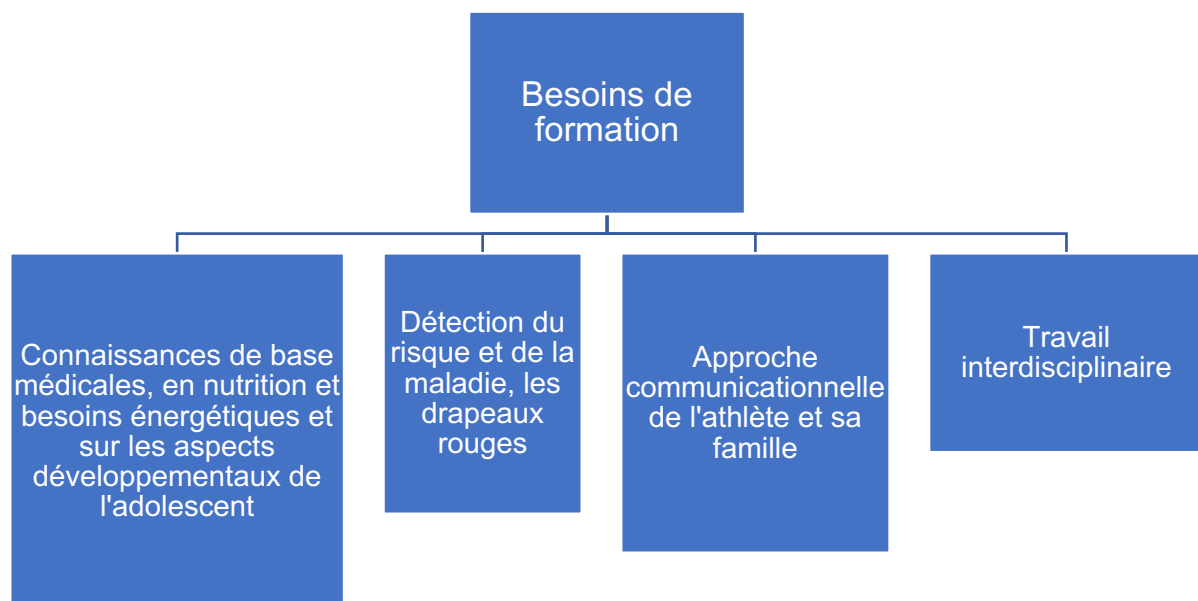 Besoins de
formation
Connaissances de base
médicales, en nutrition et
besoins énergétiques et
sur les aspects
développementaux de
l'adolescent
Détection du
risque et de la
maladie, les
drapeaux
rouges
Approche
communicationnelle
de l'athlète et sa
famille
Travail
interdisciplinaire